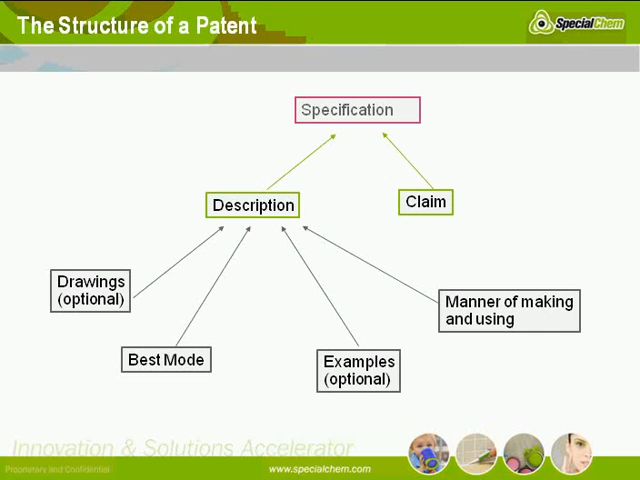 The Structure of a Patent
SpecialChem
Specification
Description
Claim
Drawings
(optional)
Manner of making
and using
Best Mode
Examples
(optional)
Innovation & Solutions Accelerator
Proprietary and Confidential
www.specialchem.com